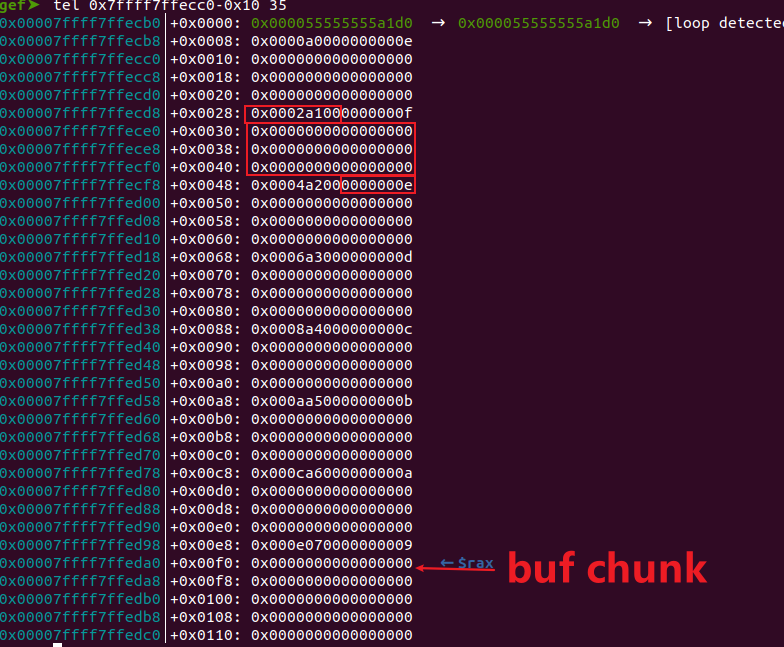 gef➤ tel 0x7ffff7ffecc0-0x10 35
0x00007ffff7ffecb0│+0x0000: 0x000055555555a1d0 → 0x000055555555a1d0 → [loop detected
0x00007ffff7ffecb8│+0x0008: 0x0000a0000000000e
0x00007ffff7ffecc0│+0x0010: 0x0000000000000000
0x00007ffff7ffecc8│+0x0018: 0x0000000000000000
0x00007ffff7ffecd0│+0x0020: 0x0000000000000000
0x00007ffff7ffecd8│+0x0028: 0x0002a1000000000f
0x00007ffff7ffece0│+0x0030: 0x0000000000000000
0x00007ffff7ffece8│+0x0038: 0x0000000000000000
0x00007ffff7ffecf0│+0x0040: 0x0000000000000000
0x00007ffff7ffecf8│+0x0048: 0x0004a2000000000e
0x00007ffff7ffed00│+0x0050: 0x0000000000000000
0x00007ffff7ffed08│+0x0058: 0x0000000000000000
0x00007ffff7ffed10│+0x0060: 0x0000000000000000
0x00007ffff7ffed18│+0x0068: 0x0006a3000000000d
0x00007ffff7ffed20│+0x0070: 0x0000000000000000
0x00007ffff7ffed28│+0x0078: 0x0000000000000000
0x00007ffff7ffed30│+0x0080: 0x0000000000000000
0x00007ffff7ffed38│+0x0088: 0x0008a4000000000c
0x00007ffff7ffed40│+0x0090: 0x0000000000000000
0x00007ffff7ffed48│+0x0098: 0x0000000000000000
0x00007ffff7ffed50│+0x00a0: 0x0000000000000000
0x00007ffff7ffed58│+0x00a8: 0x000aa5000000000b
0x00007ffff7ffed60│+0x00b0: 0x0000000000000000
0x00007ffff7ffed68│+0x00b8: 0x0000000000000000
0x00007ffff7ffed70│+0x00c0: 0x0000000000000000
0x00007ffff7ffed78│+0x00c8: 0x000ca6000000000a
0x00007ffff7ffed80│+0x00d0: 0x0000000000000000
0x00007ffff7ffed88│+0x00d8: 0x0000000000000000
0x00007ffff7ffed90│+0x00e0: 0x0000000000000000
0x00007ffff7ffed98│+0x00e8: 0x000e070000000009
0x00007ffff7ffeda0│+0x00f0: 0x0000000000000000 ← $rax buf chunk
0x00007ffff7ffeda8│+0x00f8: 0x0000000000000000
0x00007ffff7ffedb0│+0x0100: 0x0000000000000000
0x00007ffff7ffedb8│+0x0108: 0x0000000000000000
0x00007ffff7ffedc0│+0x0110: 0x0000000000000000